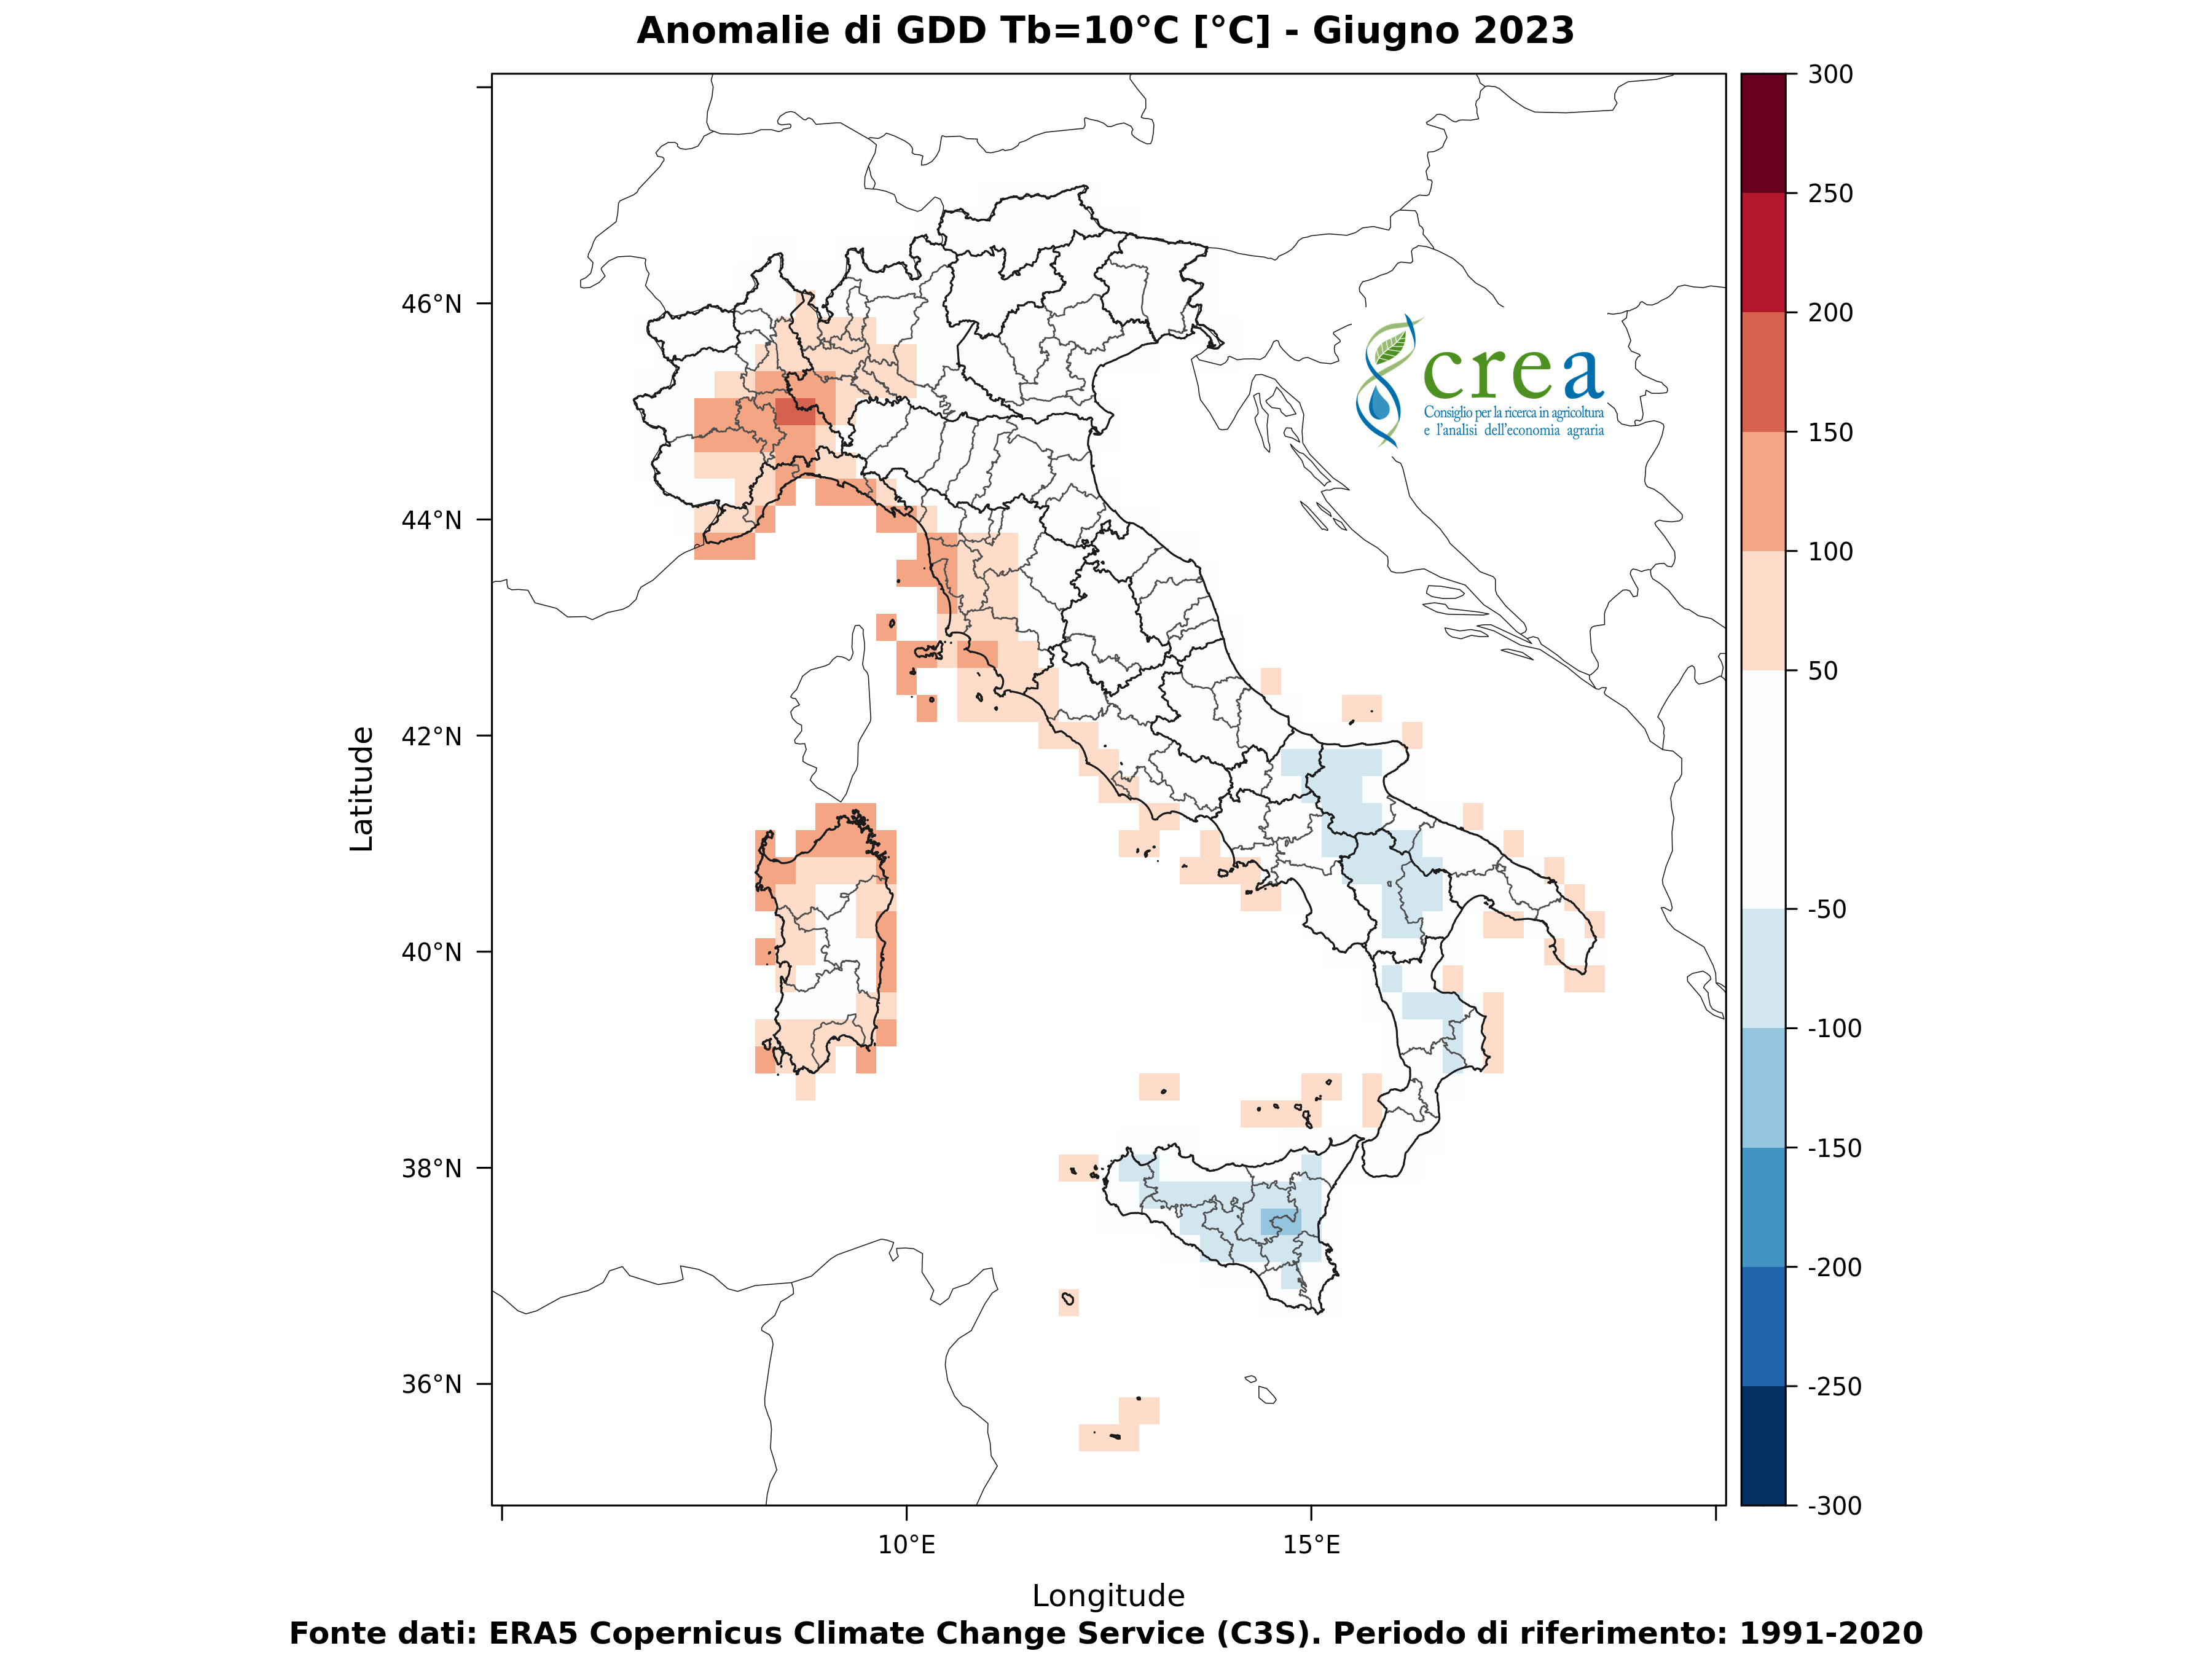 Anomalie di GDD Tb=10°C [°C] - Giugno 2023
300
250
200
150
100
50
-50
-100
-150
-200
-250
-300
46°N
44°N
42°N
40°N
38°N
36°N
Latitude
crea
Consiglio per la ricerca in agricoltura
e l'analisi dell'economia agraria
10°E
15°E
Longitude
Fonte dati: ERA5 Copernicus Climate Change Service (C3S). Periodo di riferimento: 1991-2020